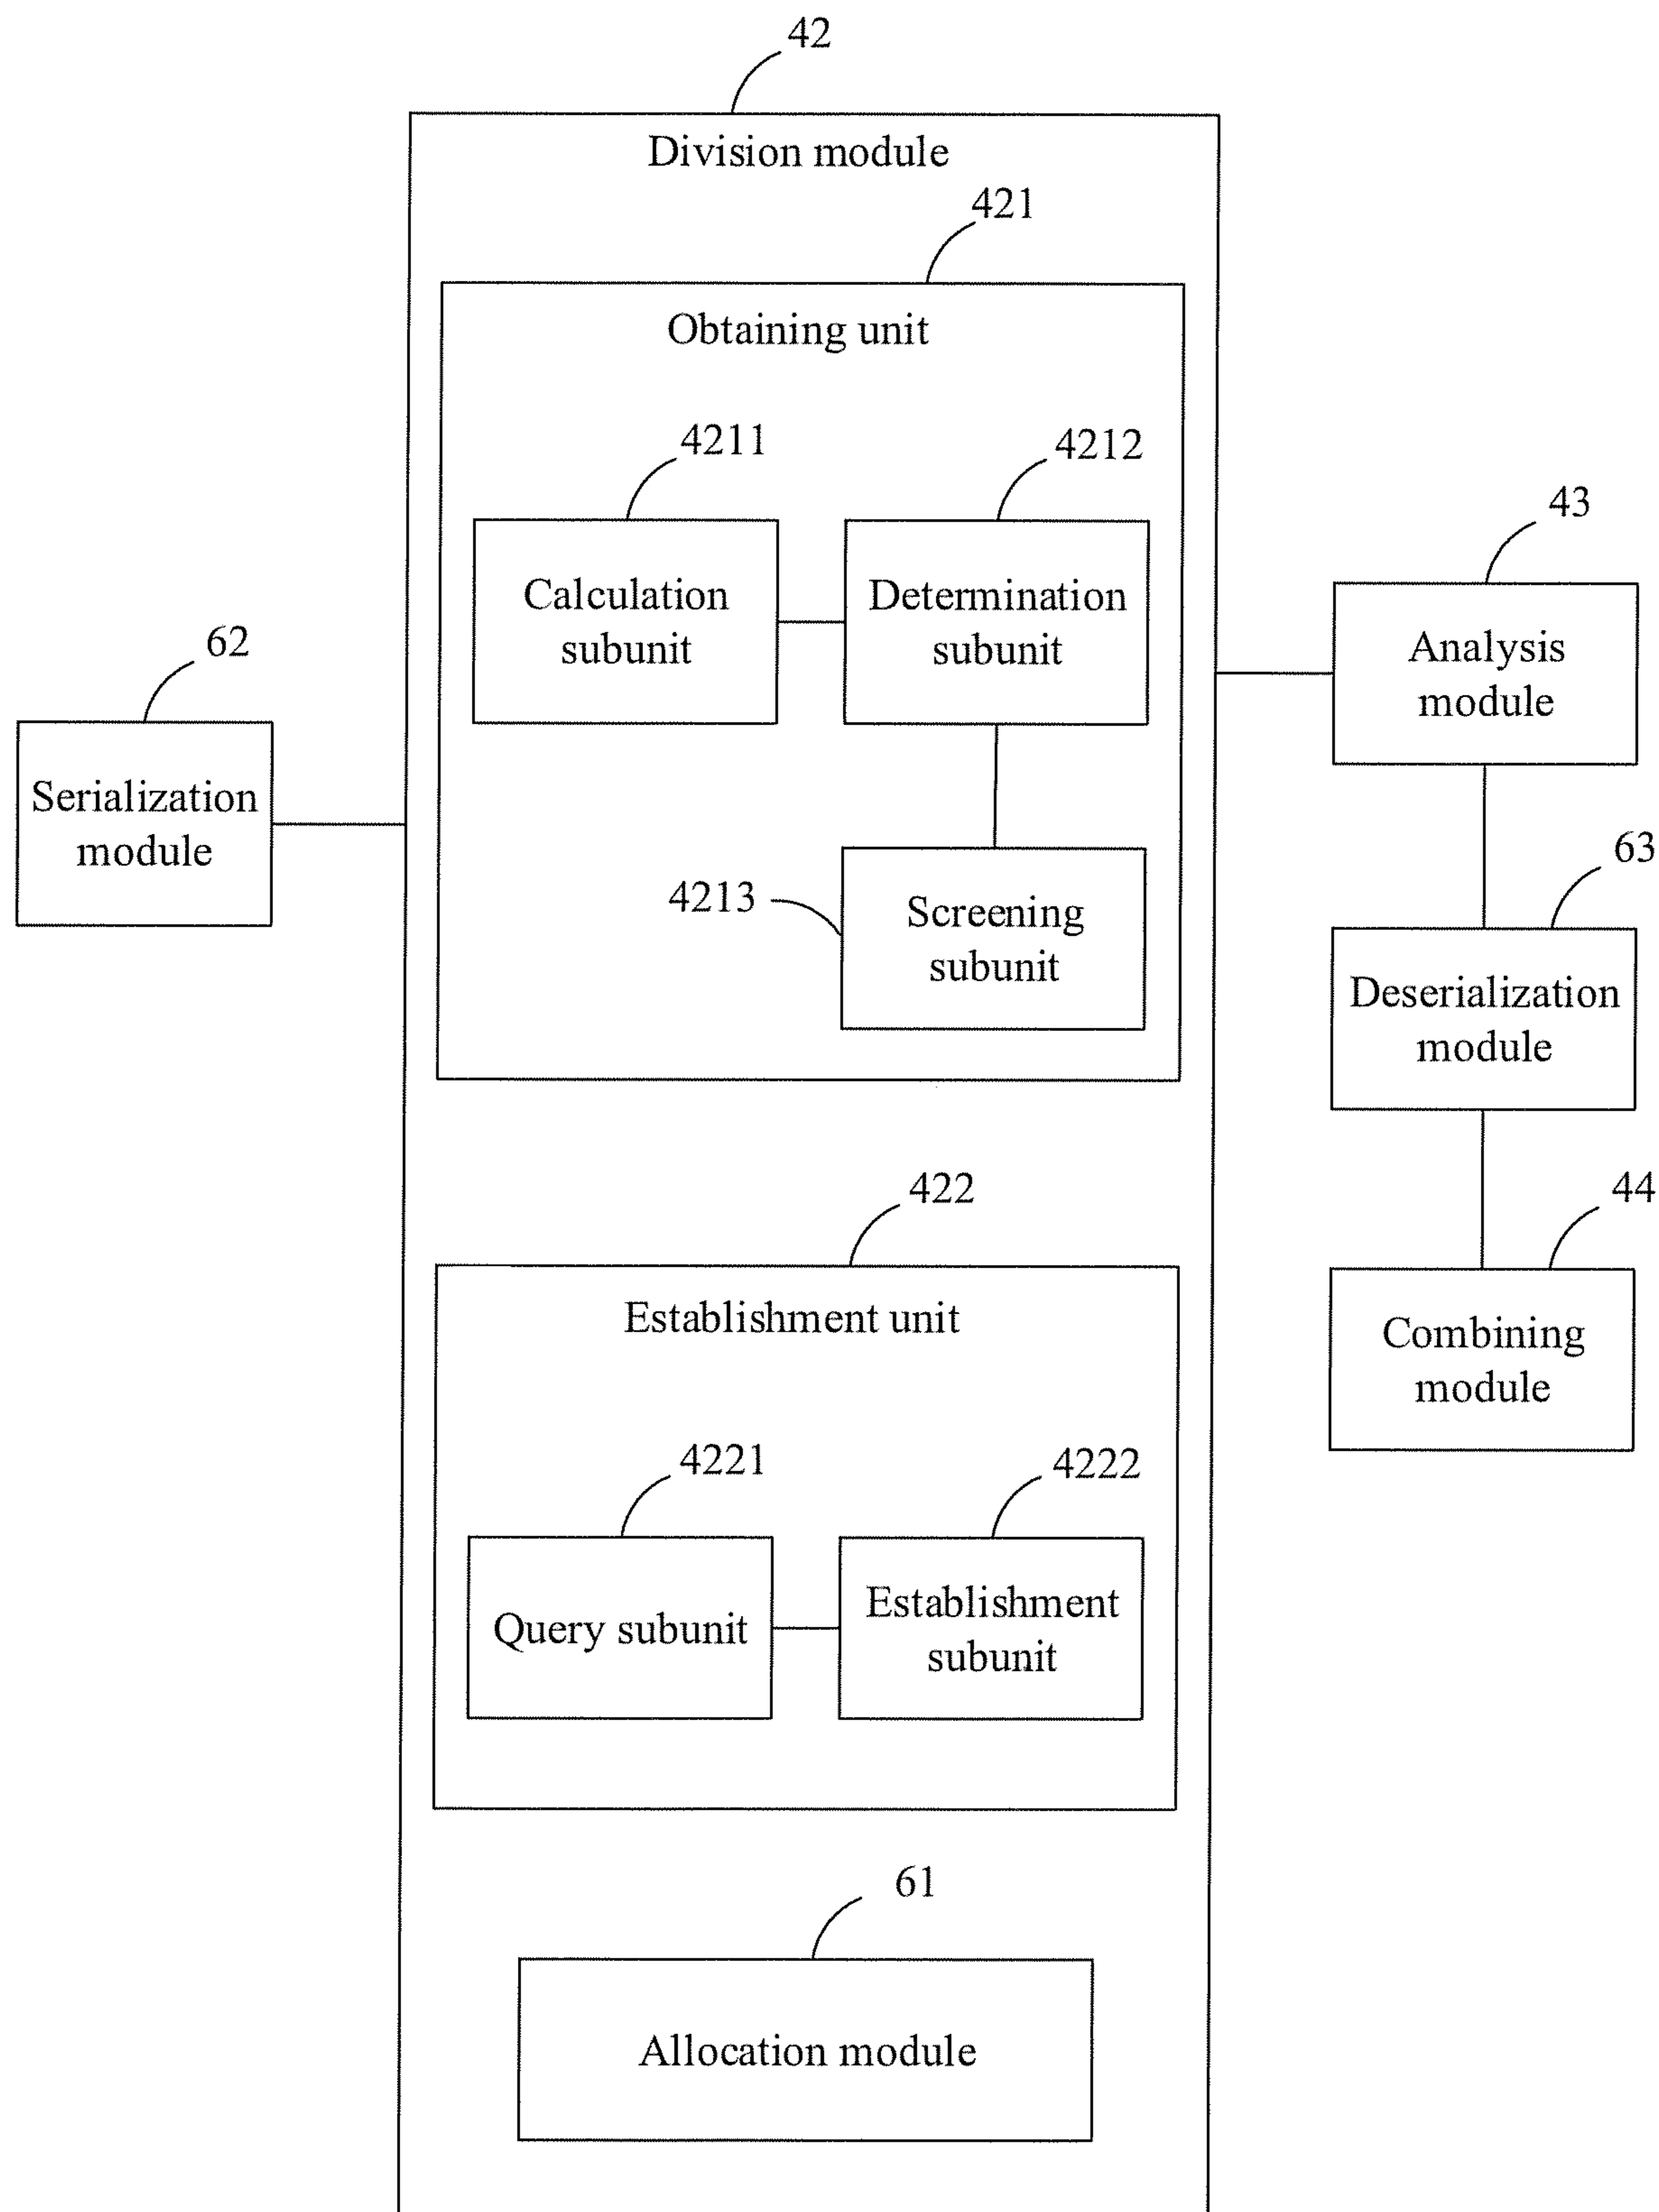 42
Division module
421
Obtaining unit
4211
4212
Calculation
subunit
Determination
subunit
4213
Screening
subunit
62
Serialization
module
43
Analysis
module
63
Deserialization
module
44
Combining
module
422
Establishment unit
4221
4222
Query subunit
Establishment
subunit
61
Allocation module